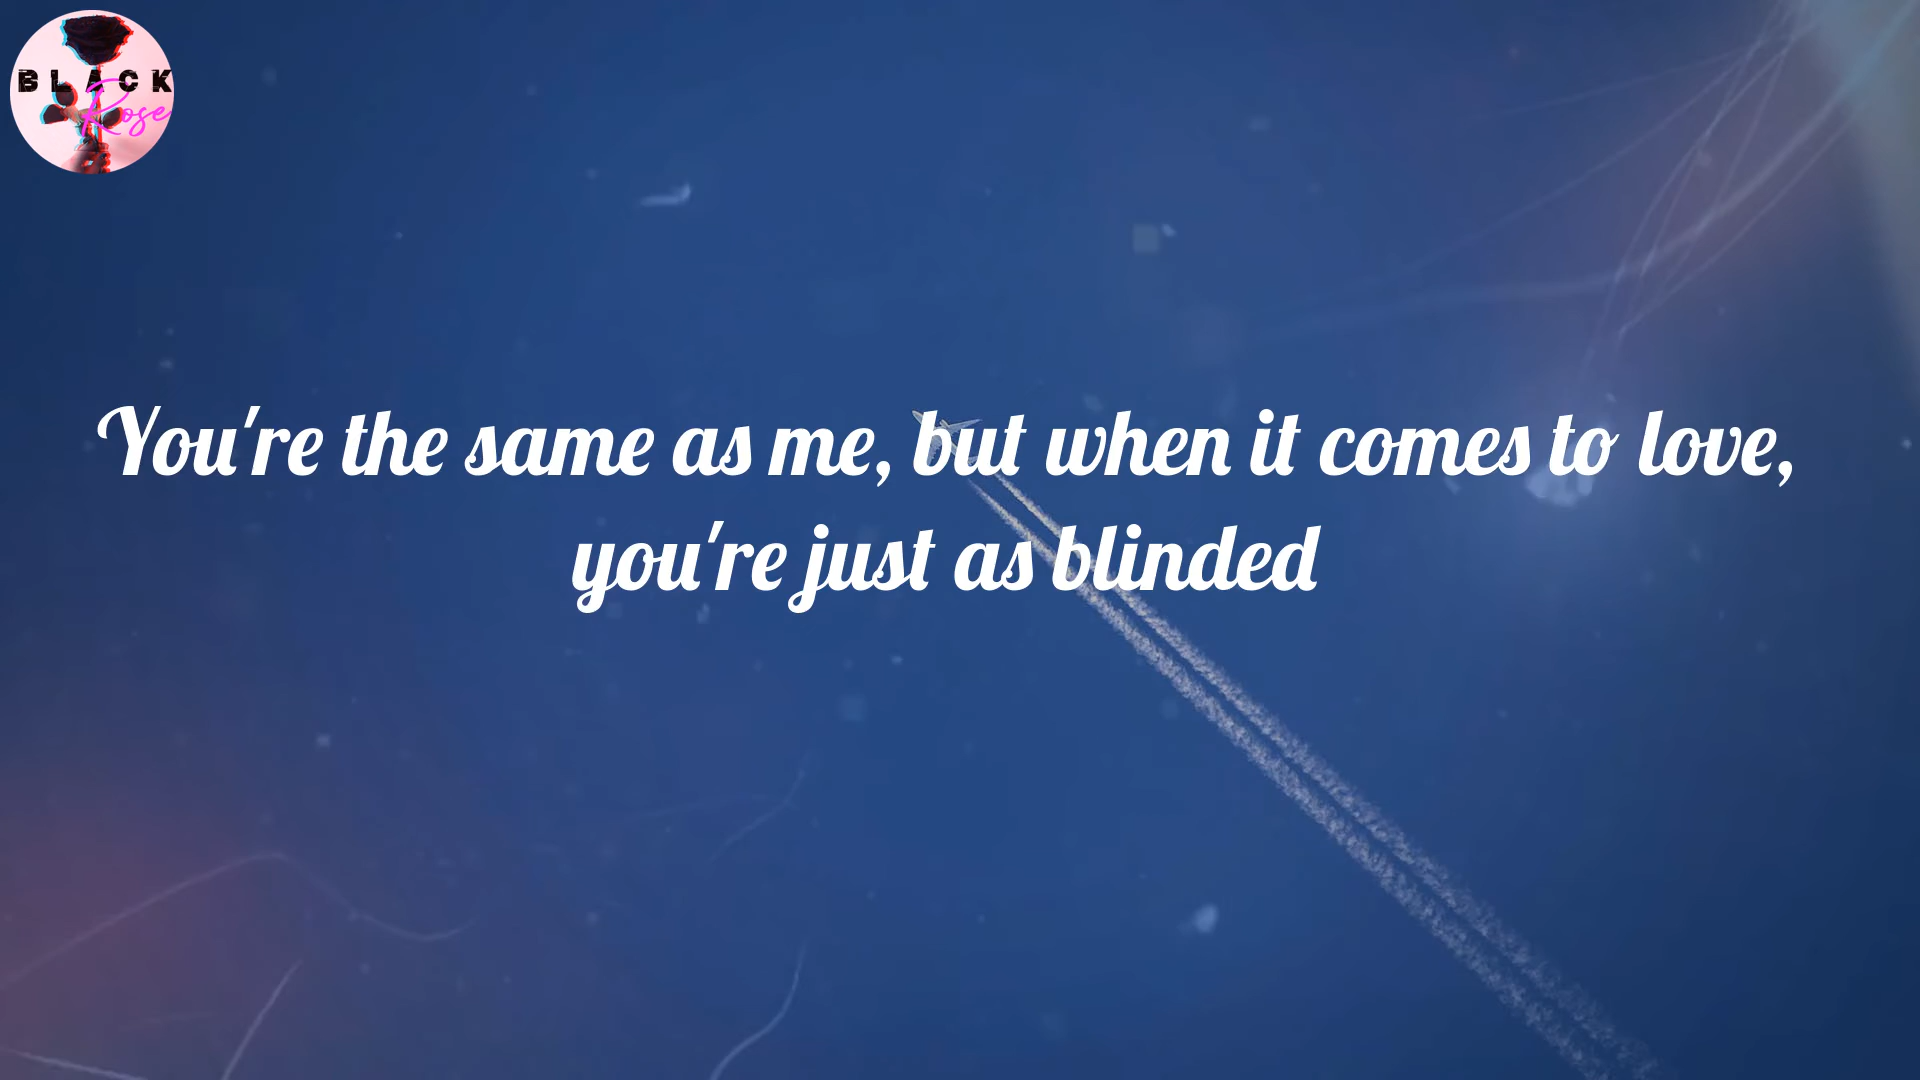 BLACK
Rose
You're the same as me, but when it comes to love,
you're just as blinded